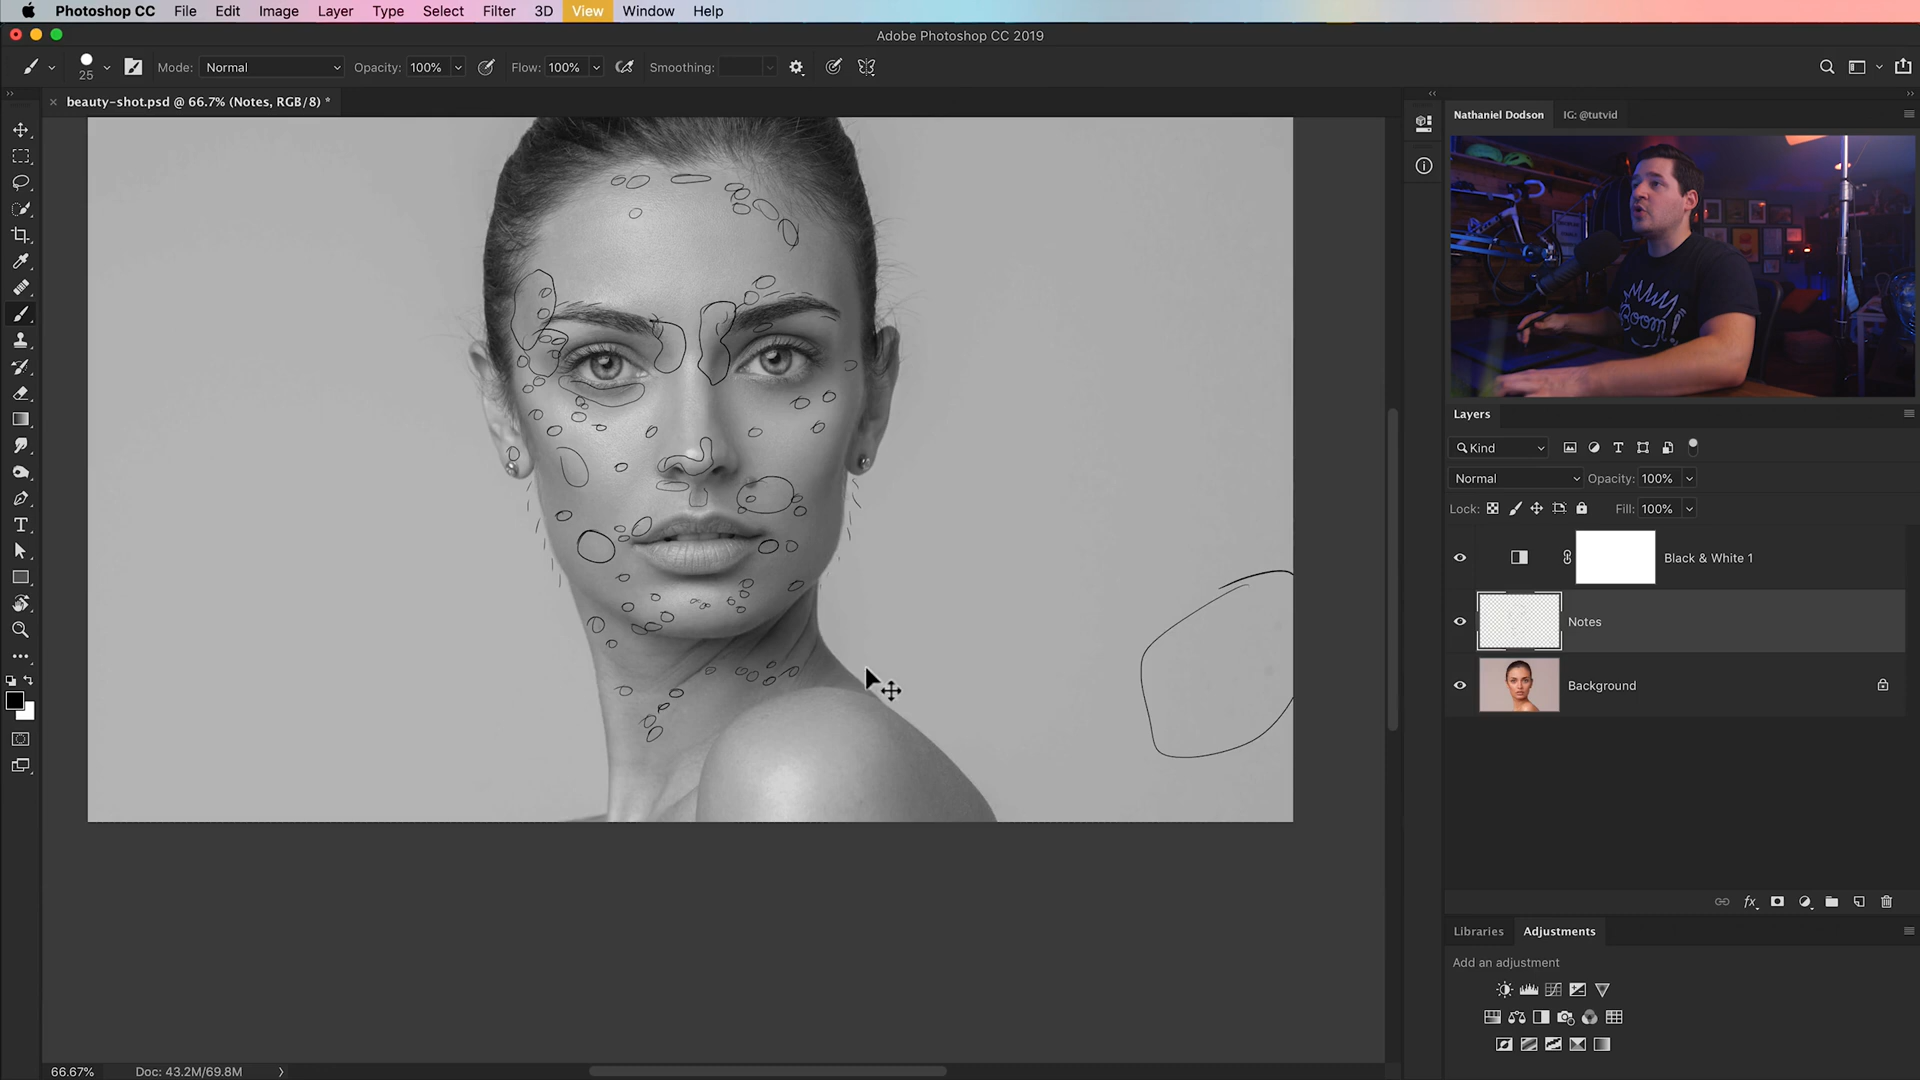 Photoshop CC File Edit Image Layer Type Select Filter 3D View Window Help
Adobe Photoshop CC 2019
25 Mode: Normal Opacity: 100% Flow: 100% Smoothing:
× beauty-shot.psd @ 66.7% (Notes, RGB/8) *
Nathaniel Dodson IG: @tutvid
Boom!
Layers
Kind
Normal Opacity: 100%
Lock: Fill: 100%
Black & White 1
Notes
Background
fx
Libraries Adjustments
Add an adjustment
66.67% Doc: 43.2M/69.8M